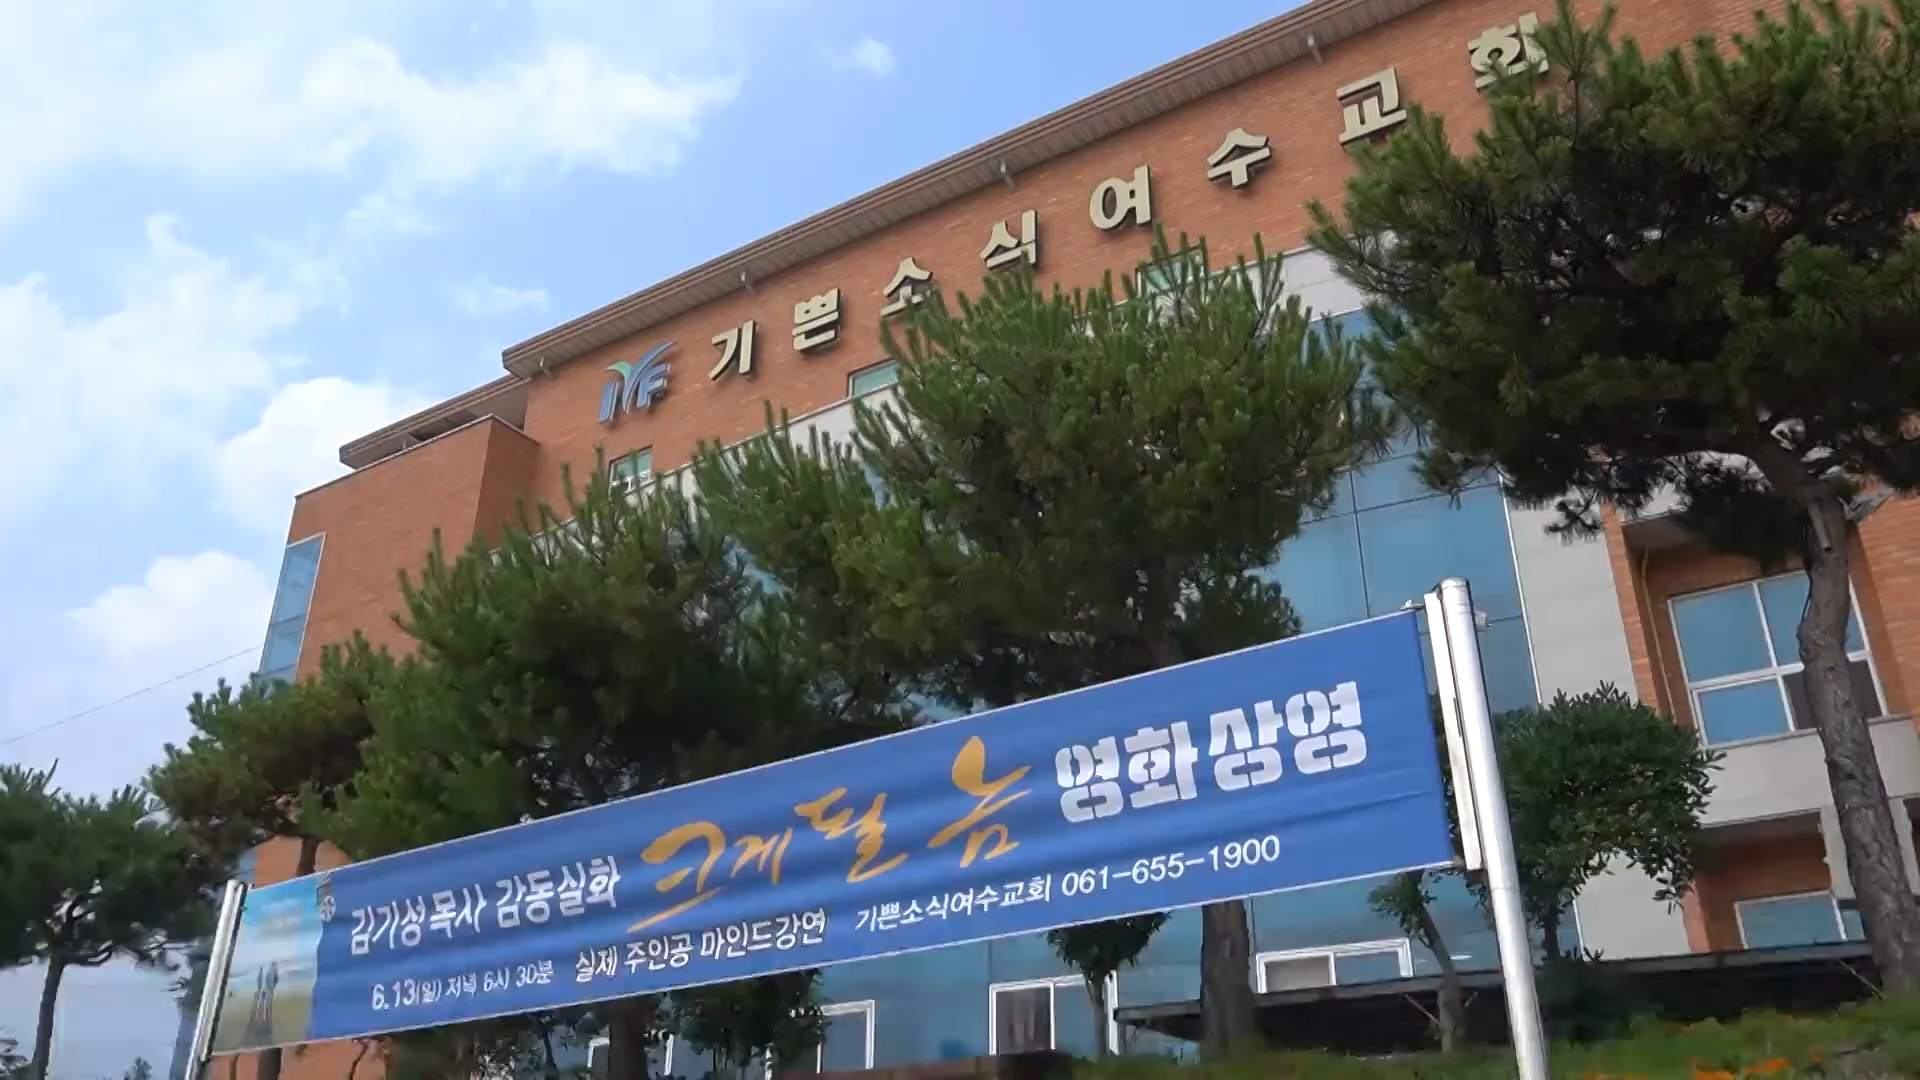 IYF 기쁜소식여수교회
김기성 목사 감동실화 크게 될 놈 영화상영
6.13(일) 저녁 6시 30분 실제 주인공 마인드강연 기쁜소식여수교회 061-655-1900